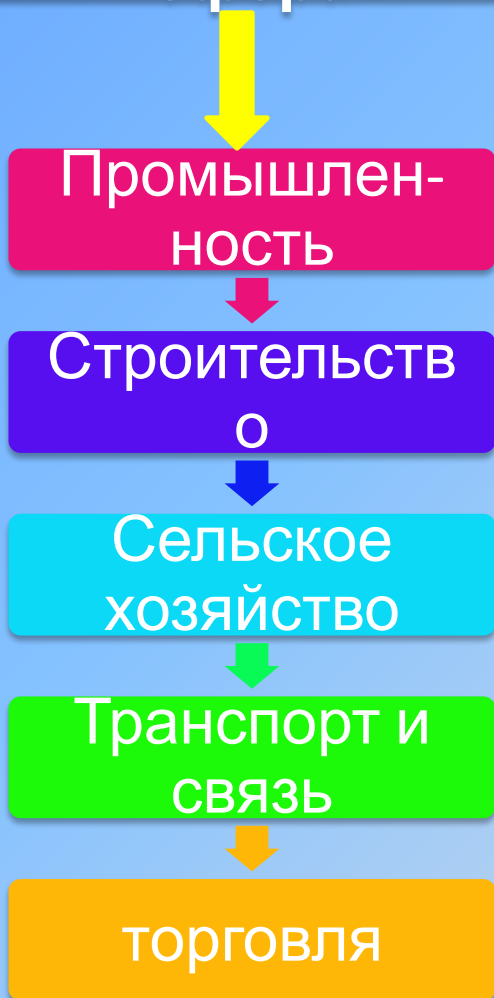 Промышлен-
ность
Строительств
о
Сельское
хозяйство
Транспорт и
связь
торговля